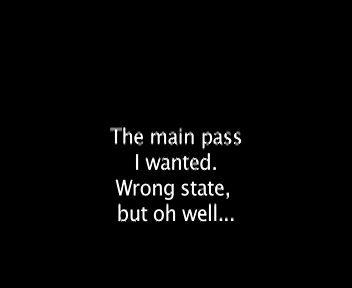 The main pass
I wanted.
Wrong state,
but oh well...